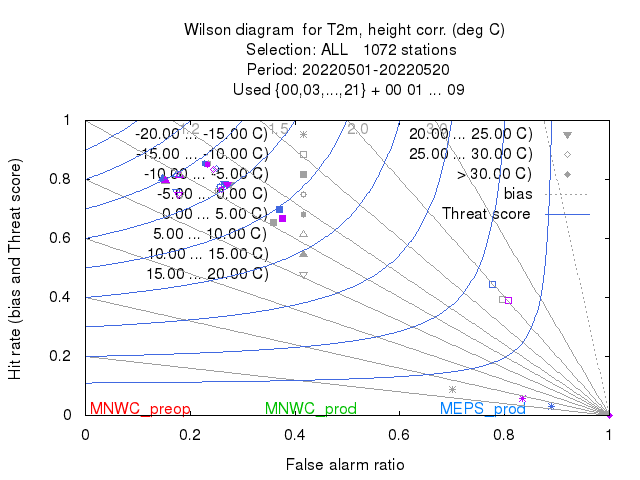 Wilson diagram for T2m, height corr. (deg C)
Selection: ALL 1072 stations
Period: 20220501-20220520
Used {00,03,...,21} + 00 01 ... 09
Hit rate (bias and Threat score)
1
0.8
0.6
0.4
0.2
0
1.2
1.5
2.0
3.0
-20.00 ... -15.00 C)
-15.00 ... -10.00 C)
-10.00 ... -5.00 C)
-5.00 ... 0.00 C)
0.00 ... 5.00 C)
5.00 ... 10.00 C)
10.00 ... 15.00 C)
15.00 ... 20.00 C)
20.00 ... 25.00 C)
25.00 ... 30.00 C)
> 30.00 C)
bias
Threat score
MNWC_preop MNWC_prod MEPS_prod
0 0.2 0.4 0.6 0.8 1
False alarm ratio